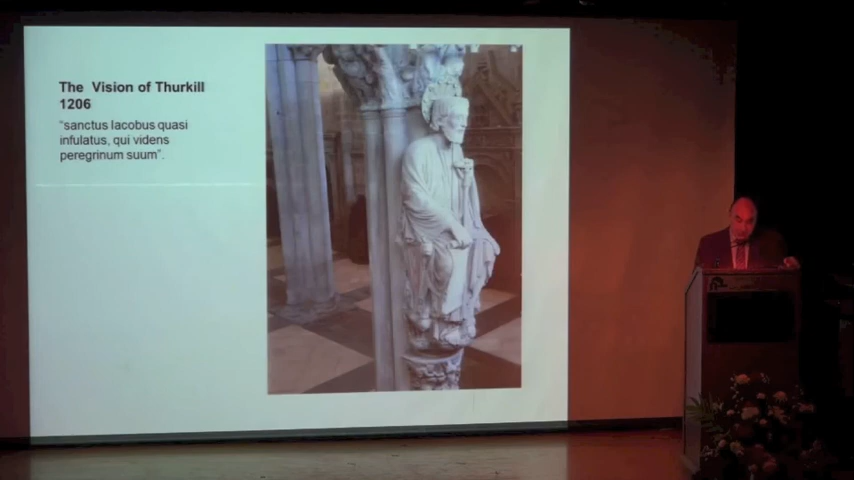 The Vision of Thurkill
1206
“sanctus Iacobus quasi
infulatus, qui videns
peregrinum suum”.